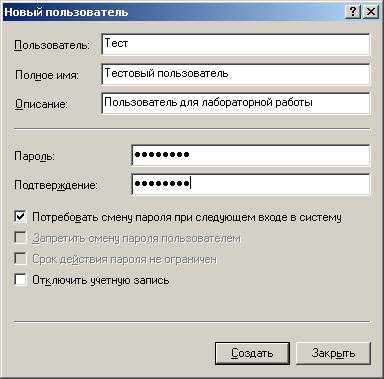 Новый пользователь
Пользователь: Тест
Полное имя: Тестовый пользователь
Описание: Пользователь для лабораторной работы
Пароль: ●●●●●●●●
Подтверждение: ●●●●●●●●
Потребовать смену пароля при следующем входе в систему
Запретить смену пароля пользователем
Срок действия пароля не ограничен
Отключить учетную запись
Создать Закрыть